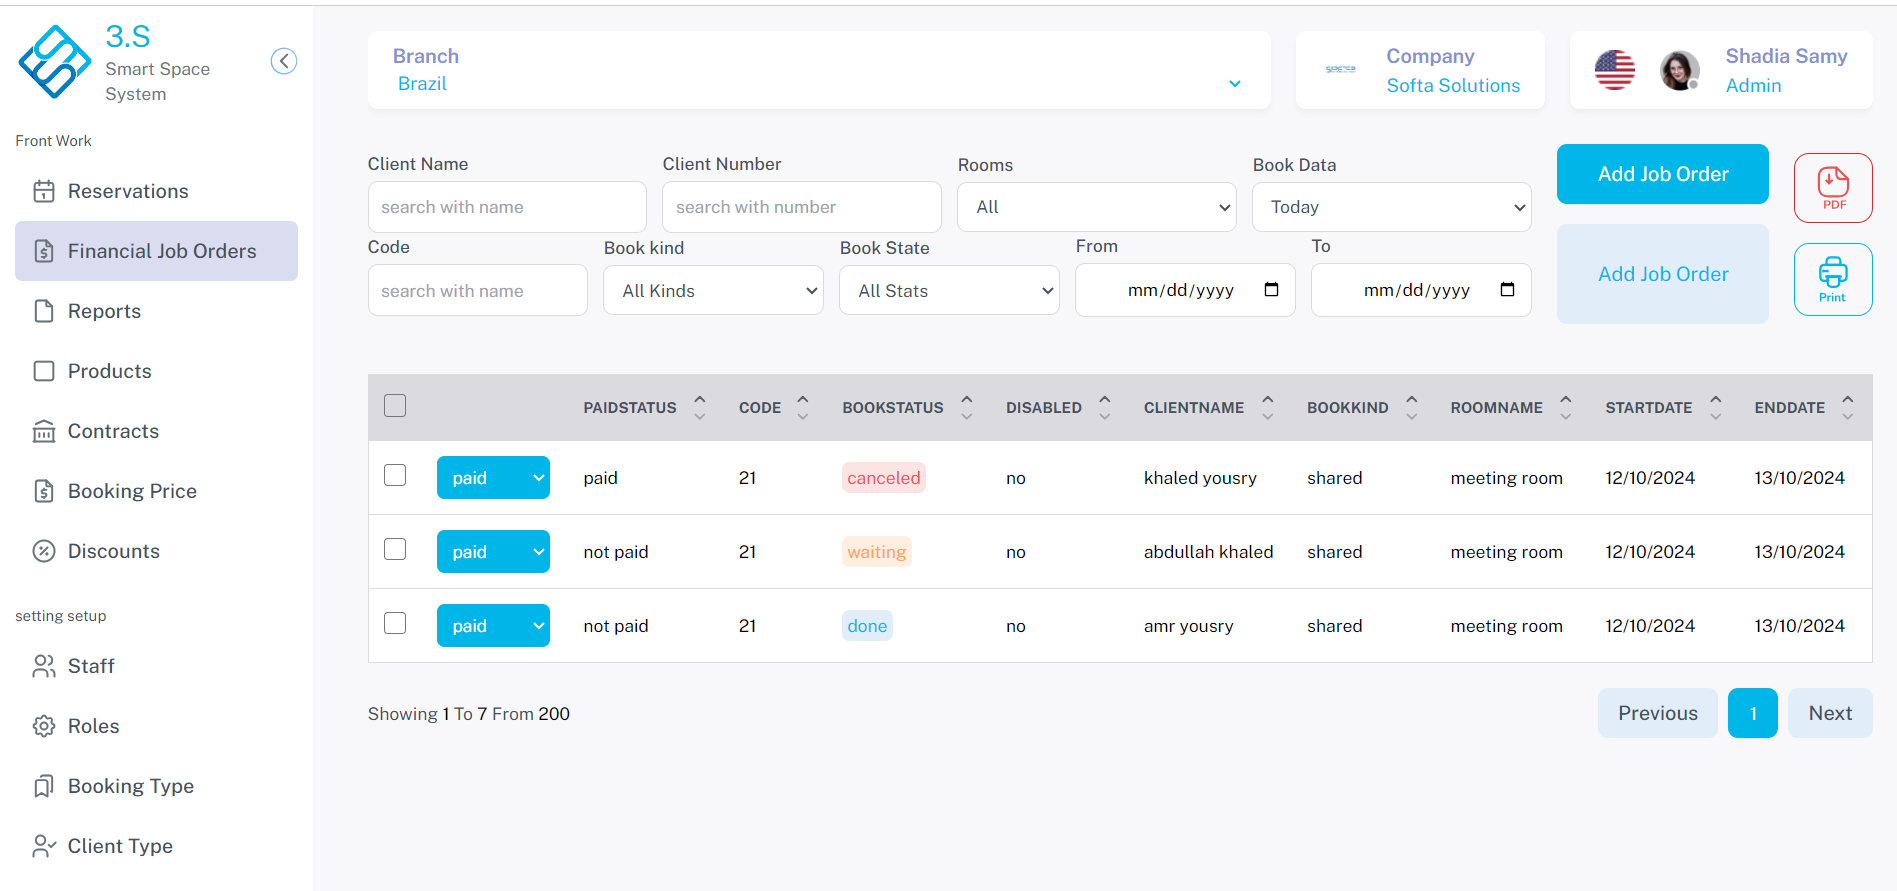 3.S
Smart Space
System
Front Work
Reservations
Financial Job Orders
Reports
Products
Contracts
Booking Price
Discounts
setting setup
Staff
Roles
Booking Type
Client Type
Branch
Brazil
Company
Softa Solutions
Shadia Samy
Admin
Client Name
search with name
Client Number
search with number
Rooms
All
Book Data
Today
Code
search with name
Book kind
All Kinds
Book State
All Stats
From
mm/dd/yyyy
To
mm/dd/yyyy
Add Job Order
Add Job Order
PDF
Print
PAIDSTATUS CODE BOOKSTATUS DISABLED CLIENTNAME BOOKKIND ROOMNAME STARTDATE ENDDATE
paid paid 21 canceled no khaled yousry shared meeting room 12/10/2024 13/10/2024
paid not paid 21 waiting no abdullah khaled shared meeting room 12/10/2024 13/10/2024
paid not paid 21 done no amr yousry shared meeting room 12/10/2024 13/10/2024
Showing 1 To 7 From 200
Previous 1 Next